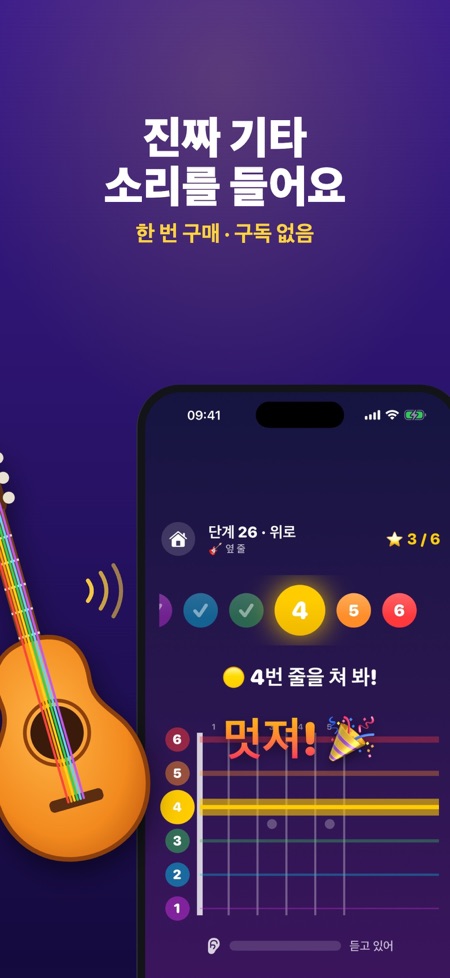 진짜 기타
소리를 들어요
한 번 구매 · 구독 없음
09:41
단계 26 · 위로
옆 줄
3 / 6
4
5
6
4번 줄을 쳐 봐!
멋져!
1
6
5
4
3
2
1
듣고 있어